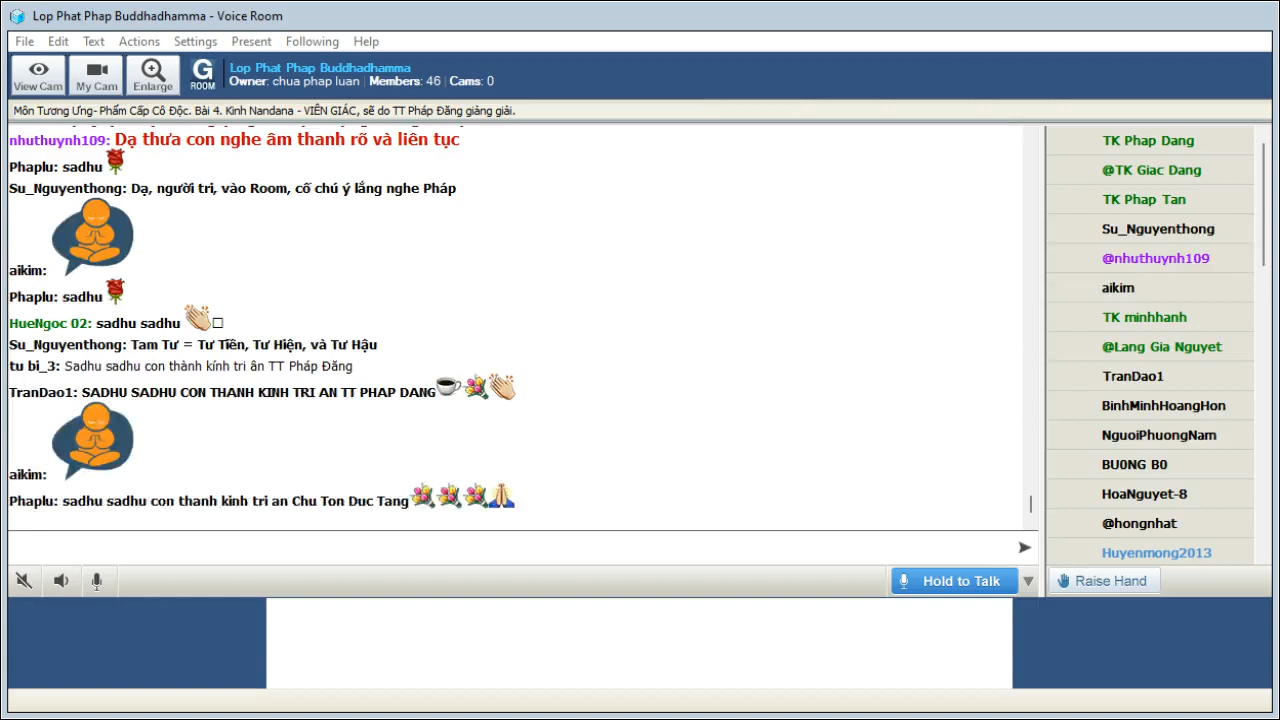 Lop Phat Phap Buddhadhamma - Voice Room
File Edit Text Actions Settings Present Following Help
View Cam
My Cam
Enlarge
G
ROOM
Lop Phat Phap Buddhadhamma
Owner: chua phap luan | Members: 46 | Cams: 0
Môn Tương Ưng- Phẩm Cấp Cô Độc. Bài 4. Kinh Nandana - VIÊN GIÁC, sẽ do TT Pháp Đăng giảng giải.
nhuthuynh109: Dạ thưa con nghe âm thanh rõ và liên tục
Phaplu: sadhu
Su_Nguyenthong: Dạ, người tri, vào Room, cố chú ý lắng nghe Pháp
aikim:
Phaplu: sadhu
HueNgoc 02: sadhu sadhu
Su_Nguyenthong: Tam Tư = Tư Tiền, Tư Hiện, và Tư Hậu
tu bi_3: Sadhu sadhu con thành kính tri ân TT Pháp Đăng
TranDao1: SADHU SADHU CON THANH KINH TRI AN TT PHAP DANG
aikim:
Phaplu: sadhu sadhu con thanh kinh tri an Chu Ton Duc Tang
TK Phap Dang
@TK Giac Dang
TK Phap Tan
Su_Nguyenthong
@nhuthuynh109
aikim
TK minhhanh
@Lang Gia Nguyet
TranDao1
BinhMinhHoangHon
NguoiPhuongNam
BU0NG B0
HoaNguyet-8
@hongnhat
Huyenmong2013
Hold to Talk
Raise Hand